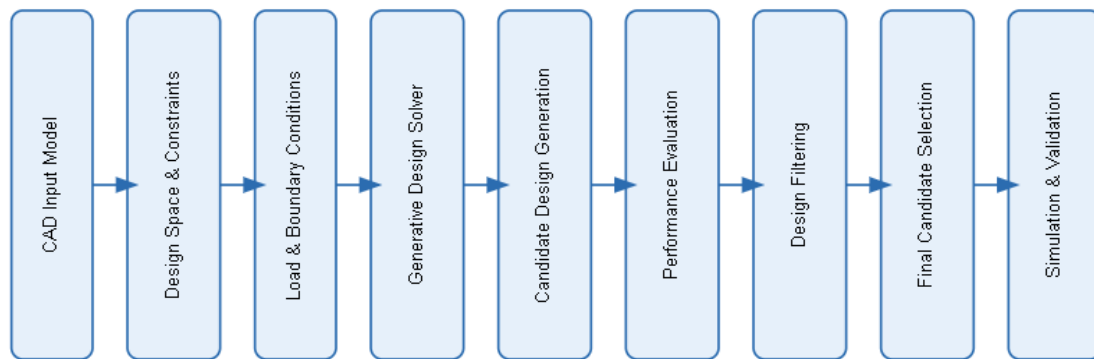 CAD Input Model
Design Space & Constraints
Load & Boundary Conditions
Generative Design Solver
Candidate Design Generation
Performance Evaluation
Design Filtering
Final Candidate Selection
Simulation & Validation